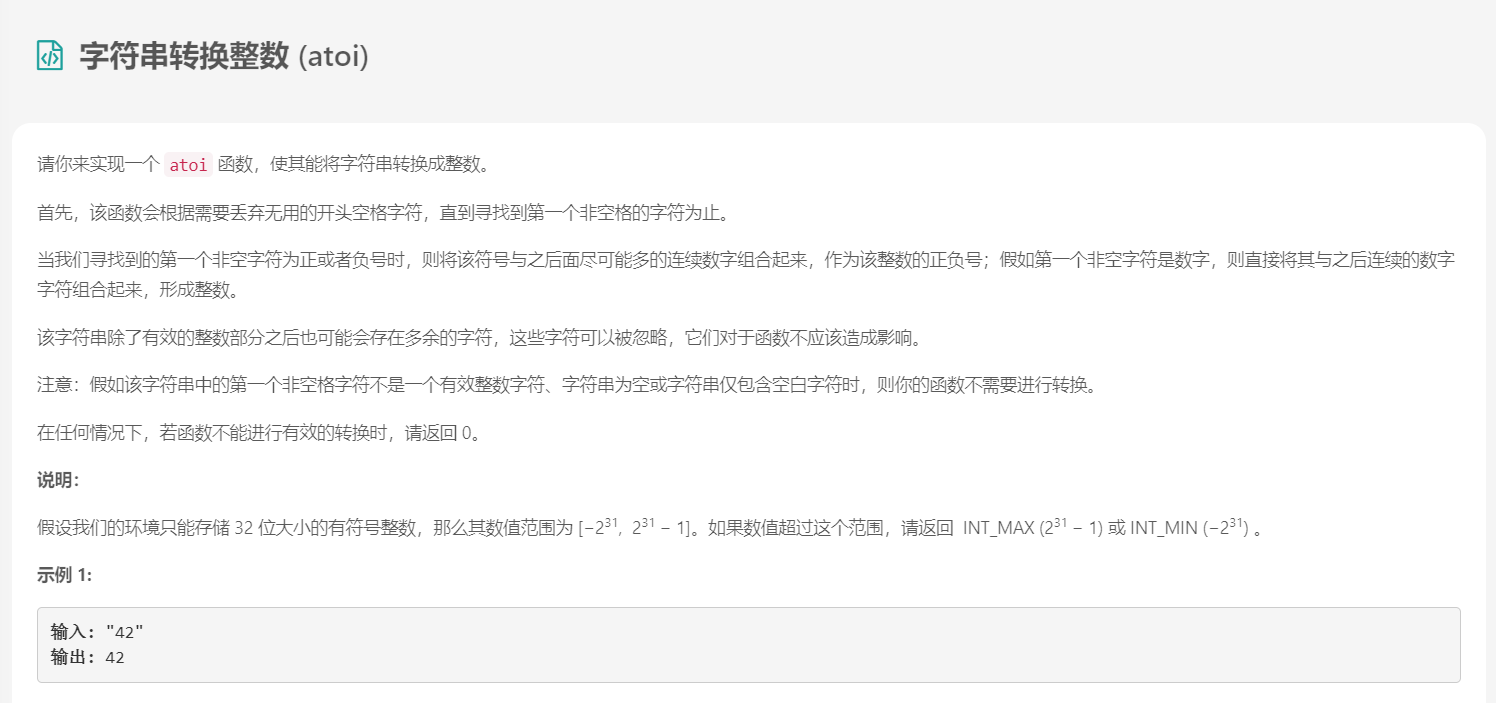 字符串转换整数 (atoi)
请你来实现一个 atoi 函数，使其能将字符串转换成整数。
首先，该函数会根据需要丢弃无用的开头空格字符，直到寻找到第一个非空格的字符为止。
当我们寻找到的第一个非空字符为正或者负号时，则将该符号与之后面尽可能多的连续数字组合起来，作为该整数的正负号；假如第一个非空字符是数字，则直接将其与之后连续的数字
字符组合起来，形成整数。
该字符串除了有效的整数部分之后也可能会存在多余的字符，这些字符可以被忽略，它们对于函数不应该造成影响。
注意：假如该字符串中的第一个非空格字符不是一个有效整数字符、字符串为空或字符串仅包含空白字符时，则你的函数不需要进行转换。
在任何情况下，若函数不能进行有效的转换时，请返回 0。
说明：
假设我们的环境只能存储 32 位大小的有符号整数，那么其数值范围为 [−2³¹, 2³¹ − 1]。如果数值超过这个范围，请返回 INT_MAX (2³¹ − 1) 或 INT_MIN (−2³¹) 。
示例 1:
输入: "42"
输出: 42